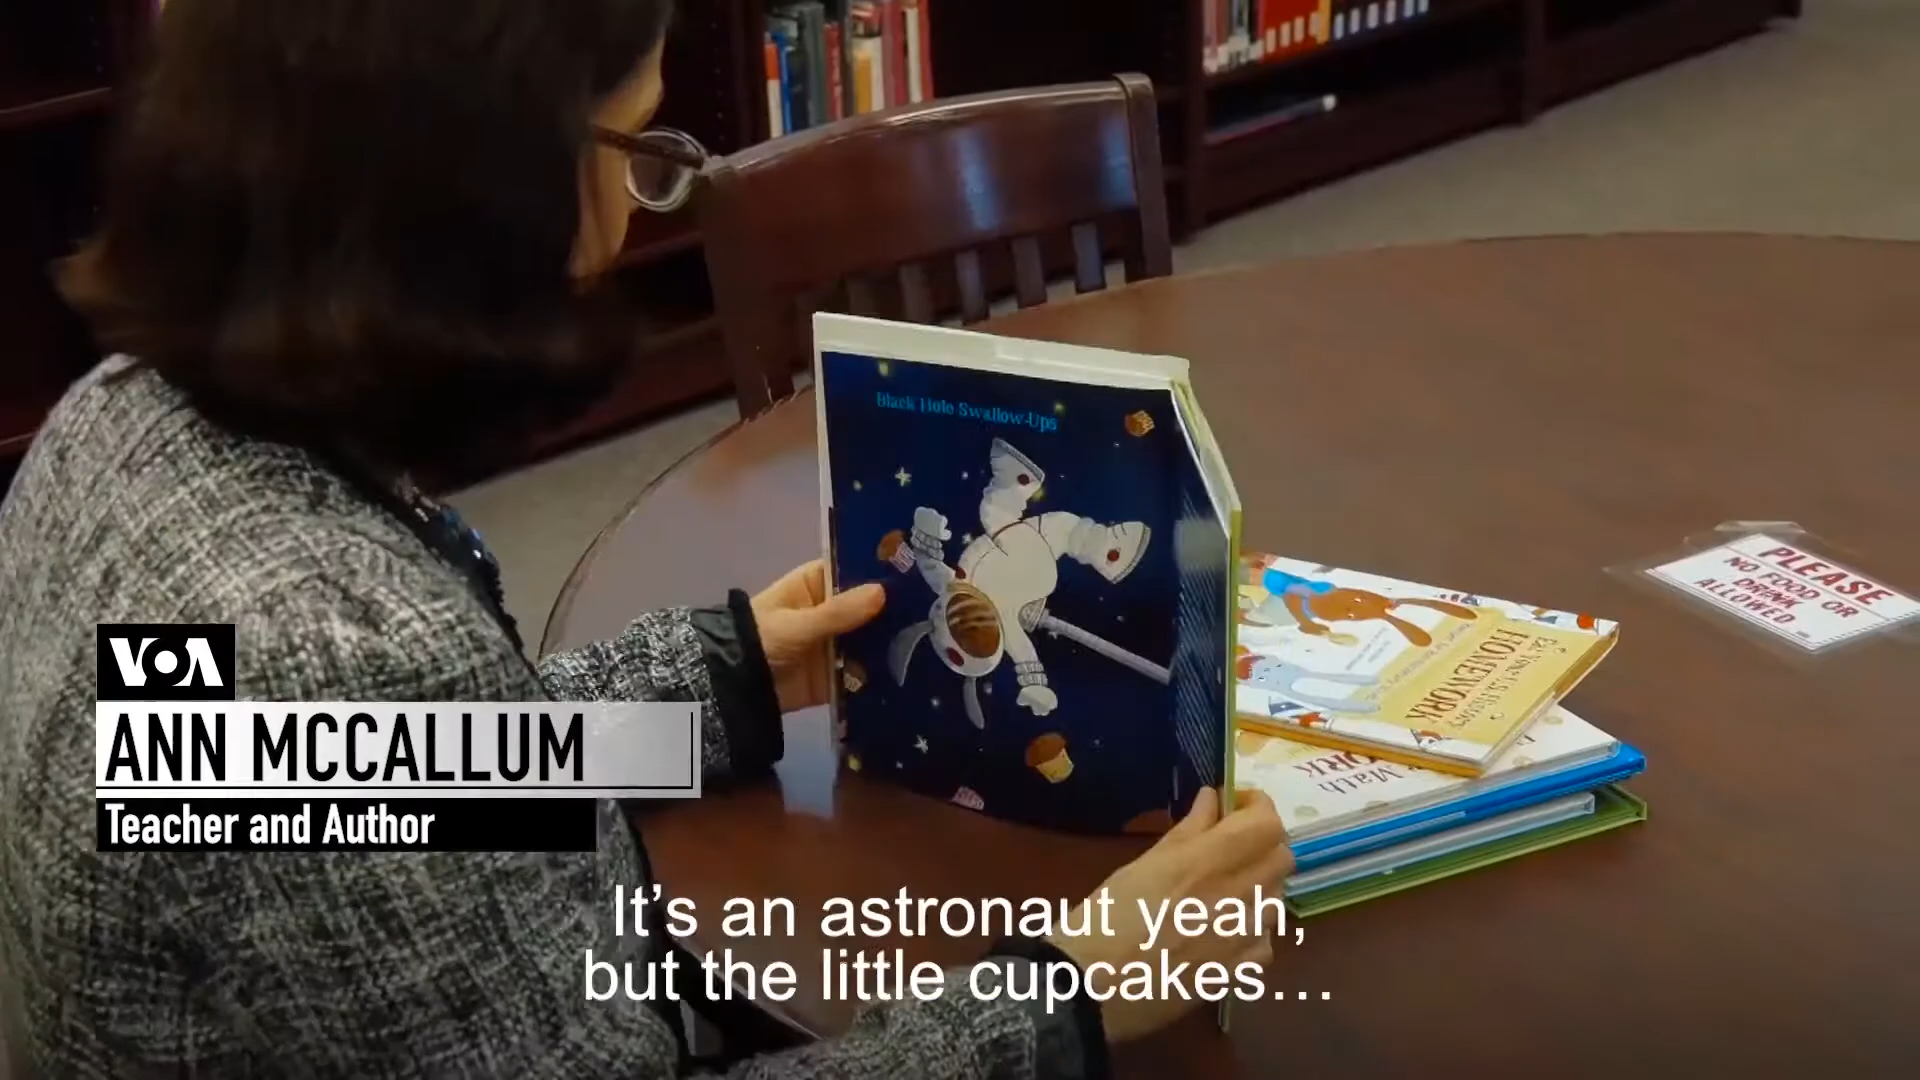 Black Hole Swallow-Ups
PLEASE
NO FOOD OR
DRINK
ALLOWED
HOMEWORK
Math
VOA
ANN MCCALLUM
Teacher and Author
It’s an astronaut yeah,
but the little cupcakes…